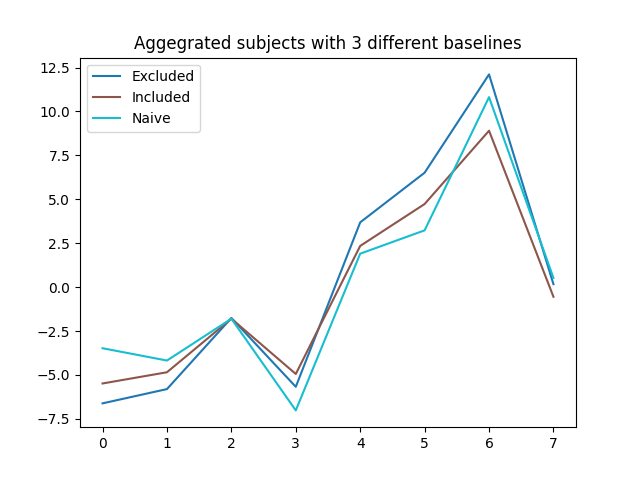 Aggegrated subjects with 3 different baselines
Excluded
Included
Naive
12.5
10.0
7.5
5.0
2.5
0.0
−2.5
−5.0
−7.5
0 1 2 3 4 5 6 7